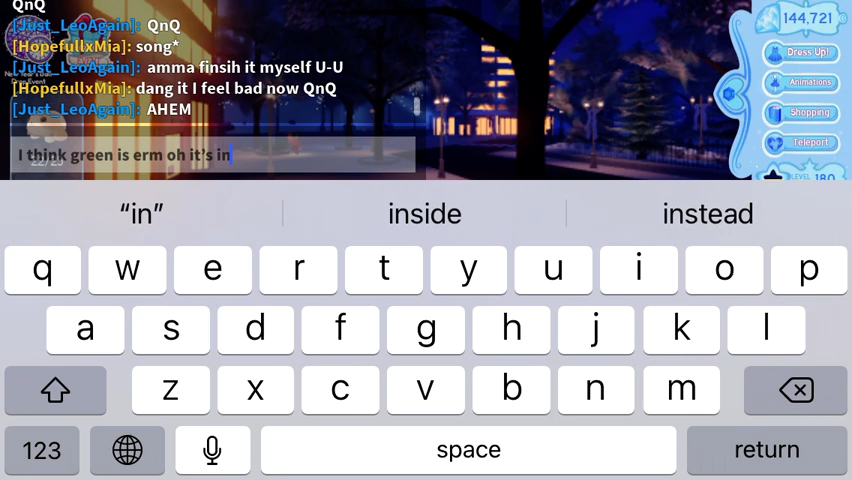 QnQ
[Just_LeoAgain]: QnQ
[HopefullxMia]: song*
[Just_LeoAgain]: amma finsih it myself U-U
[HopefullxMia]: dang it I feel bad now QnQ
[Just_LeoAgain]: AHEM
I think green is erm oh it's in
144,721
Dress Up!
Animations
Shopping
Teleport
LEVEL 180
“in” inside instead
q w e r t y u i o p
a s d f g h j k l
z x c v b n m
123 space return